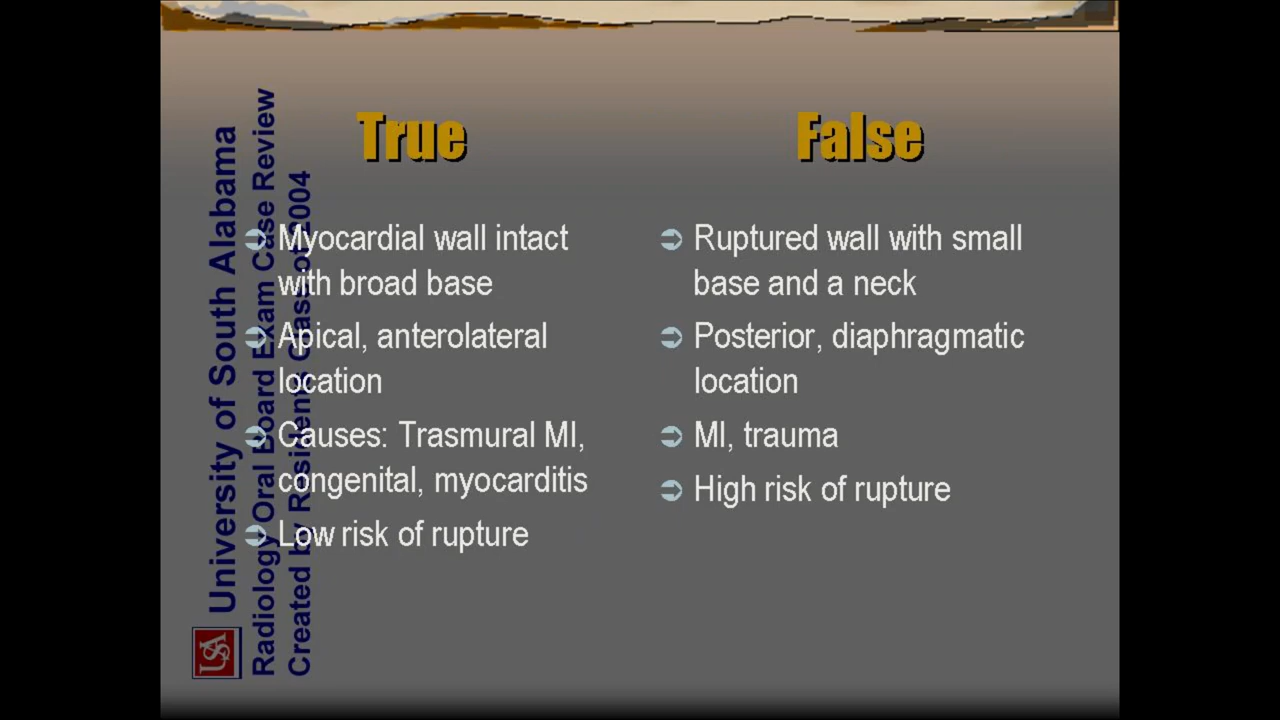 True
Myocardial wall intact
with broad base
Apical, anterolateral
location
Causes: Trasmural MI,
congenital, myocarditis
Low risk of rupture
False
Ruptured wall with small
base and a neck
Posterior, diaphragmatic
location
MI, trauma
High risk of rupture
University of South Alabama
Radiology Oral Board Exam Case Review
Created by Residents Class of 2004
USA